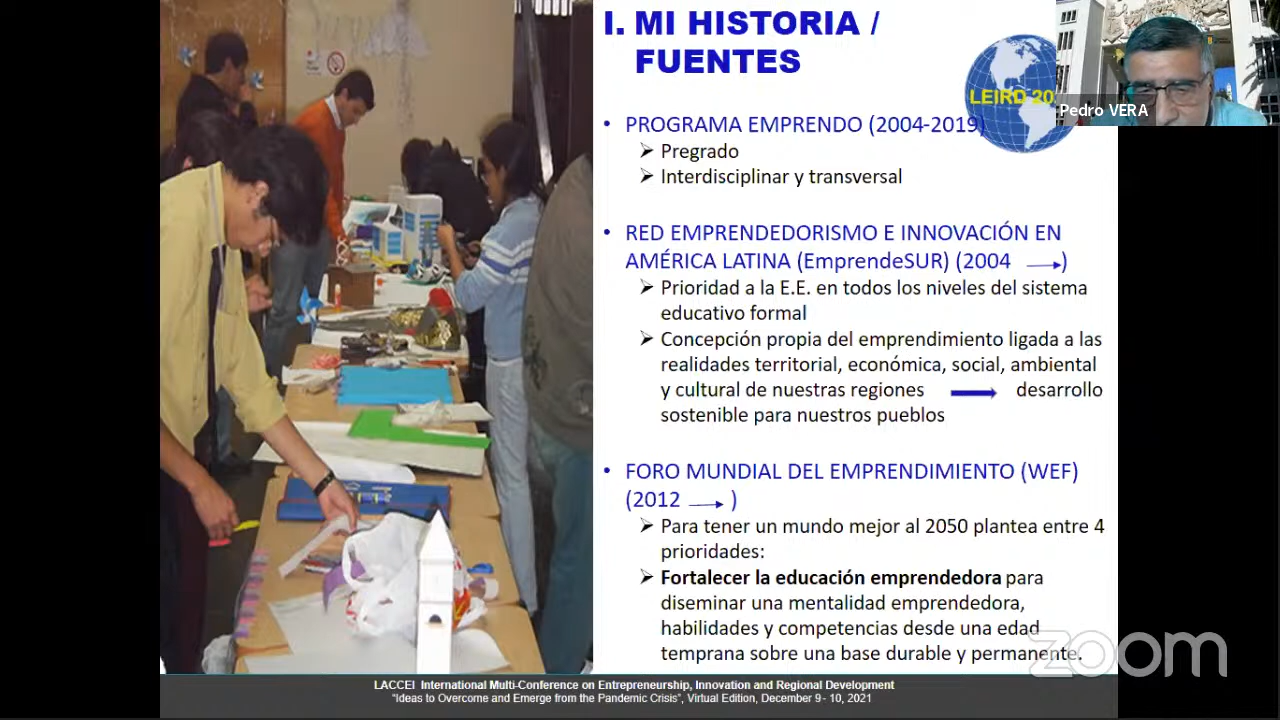 I. MI HISTORIA /
FUENTES
LEIRD 20
Pedro VERA
• PROGRAMA EMPRENDO (2004-2019)
➢ Pregrado
➢ Interdisciplinar y transversal
• RED EMPRENDEDORISMO E INNOVACIÓN EN
AMÉRICA LATINA (EmprendeSUR) (2004 → )
➢ Prioridad a la E.E. en todos los niveles del sistema
educativo formal
➢ Concepción propia del emprendimiento ligada a las
realidades territorial, económica, social, ambiental
y cultural de nuestras regiones → desarrollo
sostenible para nuestros pueblos
• FORO MUNDIAL DEL EMPRENDIMIENTO (WEF)
(2012 → )
➢ Para tener un mundo mejor al 2050 plantea entre 4
prioridades:
➢ Fortalecer la educación emprendedora para
diseminar una mentalidad emprendedora,
habilidades y competencias desde una edad
temprana sobre una base durable y permanente.
zoom
LACCEI International Multi-Conference on Entrepreneurship, Innovation and Regional Development
“Ideas to Overcome and Emerge from the Pandemic Crisis”, Virtual Edition, December 9- 10, 2021